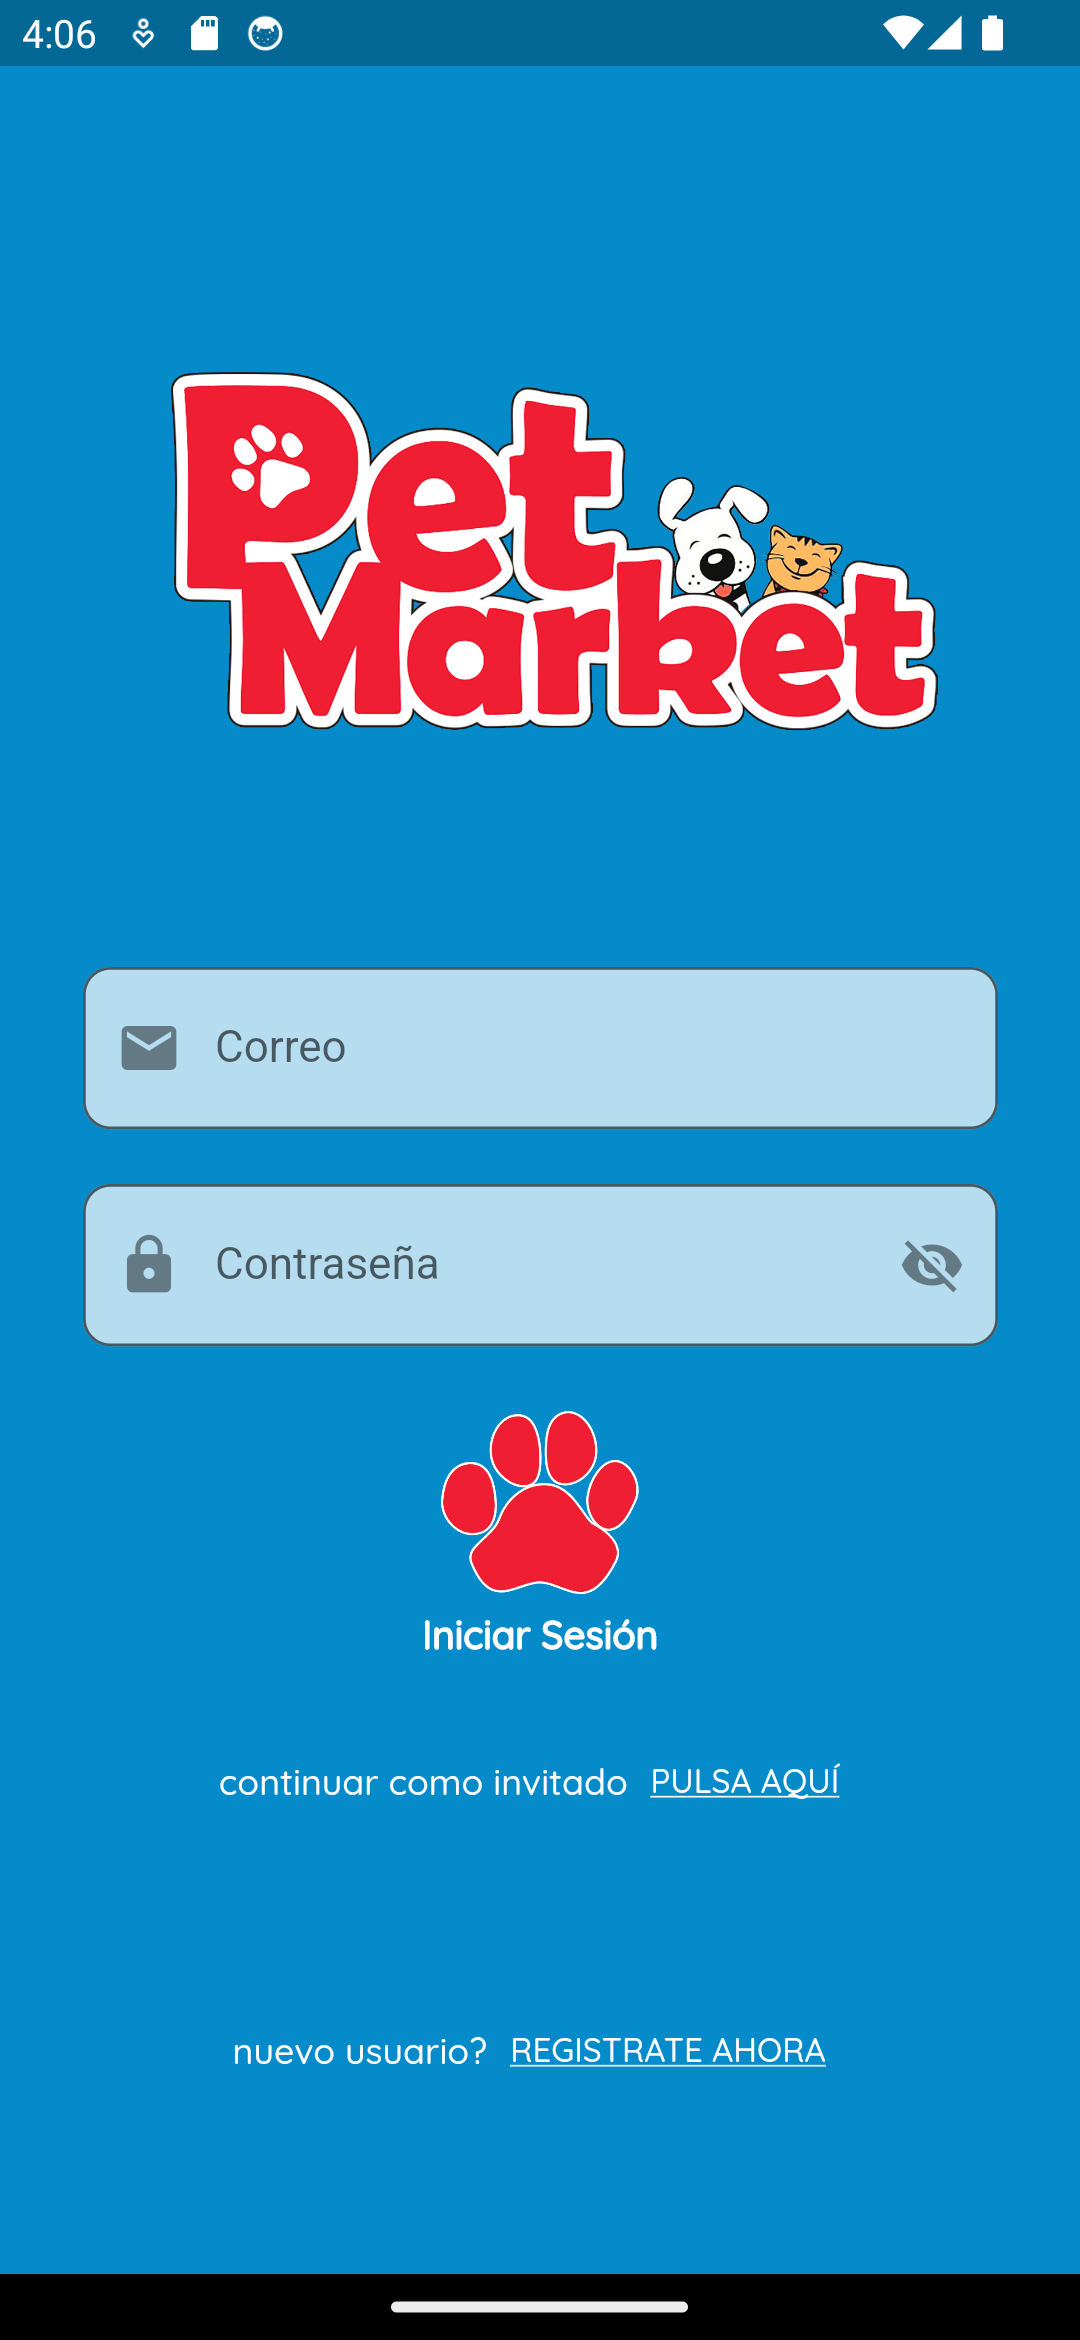 4:06
Pet
Market
Correo
Contraseña
Iniciar Sesión
continuar como invitado PULSA AQUÍ
nuevo usuario? REGISTRATE AHORA